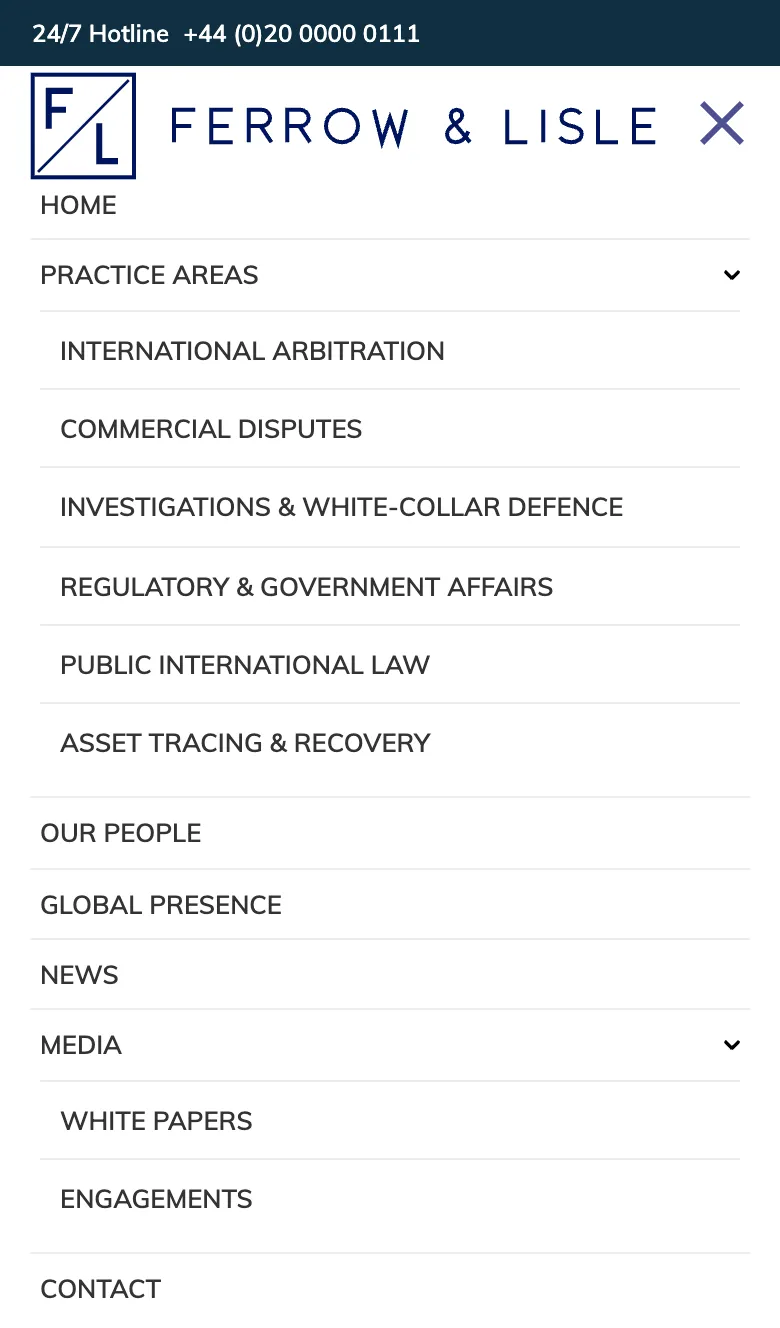 24/7 Hotline +44 (0)20 0000 0111
F L
FERROW & LISLE
HOME
PRACTICE AREAS
INTERNATIONAL ARBITRATION
COMMERCIAL DISPUTES
INVESTIGATIONS & WHITE-COLLAR DEFENCE
REGULATORY & GOVERNMENT AFFAIRS
PUBLIC INTERNATIONAL LAW
ASSET TRACING & RECOVERY
OUR PEOPLE
GLOBAL PRESENCE
NEWS
MEDIA
WHITE PAPERS
ENGAGEMENTS
CONTACT